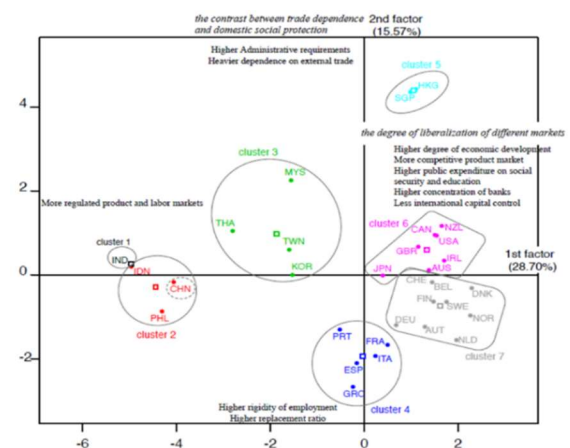 the contrast between trade dependence
and domestic social protection
2nd factor
(15.57%)
Higher Administrative requirements
Heavier dependence on external trade
cluster 5
HKG
SGP
4
the degree of liberalization of different markets
Higher degree of economic development
More competitive product market
Higher public expenditure on social
security and education
Higher concentration of banks
Less international capital control
cluster 3
MYS
2
More regulated product and labor markets
THA
TWN
KOR
cluster 6
CAN
NZL
USA
GBR
IRL
JPN
AUS
1st factor
(28.70%)
cluster 1
IND
IDN
0
CHN
PHL
cluster 2
CHE
BEL
DNK
FIN
SWE
NOR
DEU
AUT
NLD
cluster 7
PRT
FRA
ITA
ESP
GRC
cluster 4
-2
Higher rigidity of employment
Higher replacement ratio
-6
-4
-2
0
2